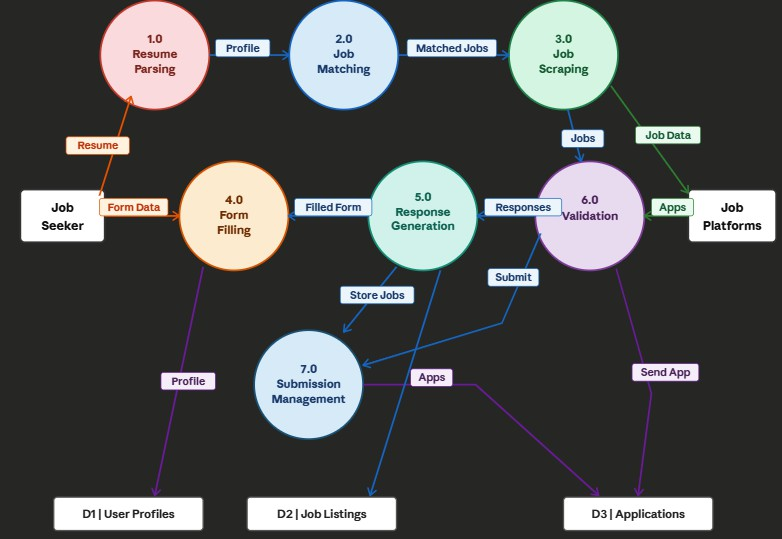 1.0
Resume
Parsing
Profile
2.0
Job
Matching
Matched Jobs
3.0
Job
Scraping
Resume
Jobs
Job Data
Job
Seeker
Form Data
4.0
Form
Filling
Filled Form
5.0
Response
Generation
Responses
6.0
Validation
Apps
Job
Platforms
Store Jobs
Submit
7.0
Submission
Management
Profile
Apps
Send App
D1 | User Profiles
D2 | Job Listings
D3 | Applications